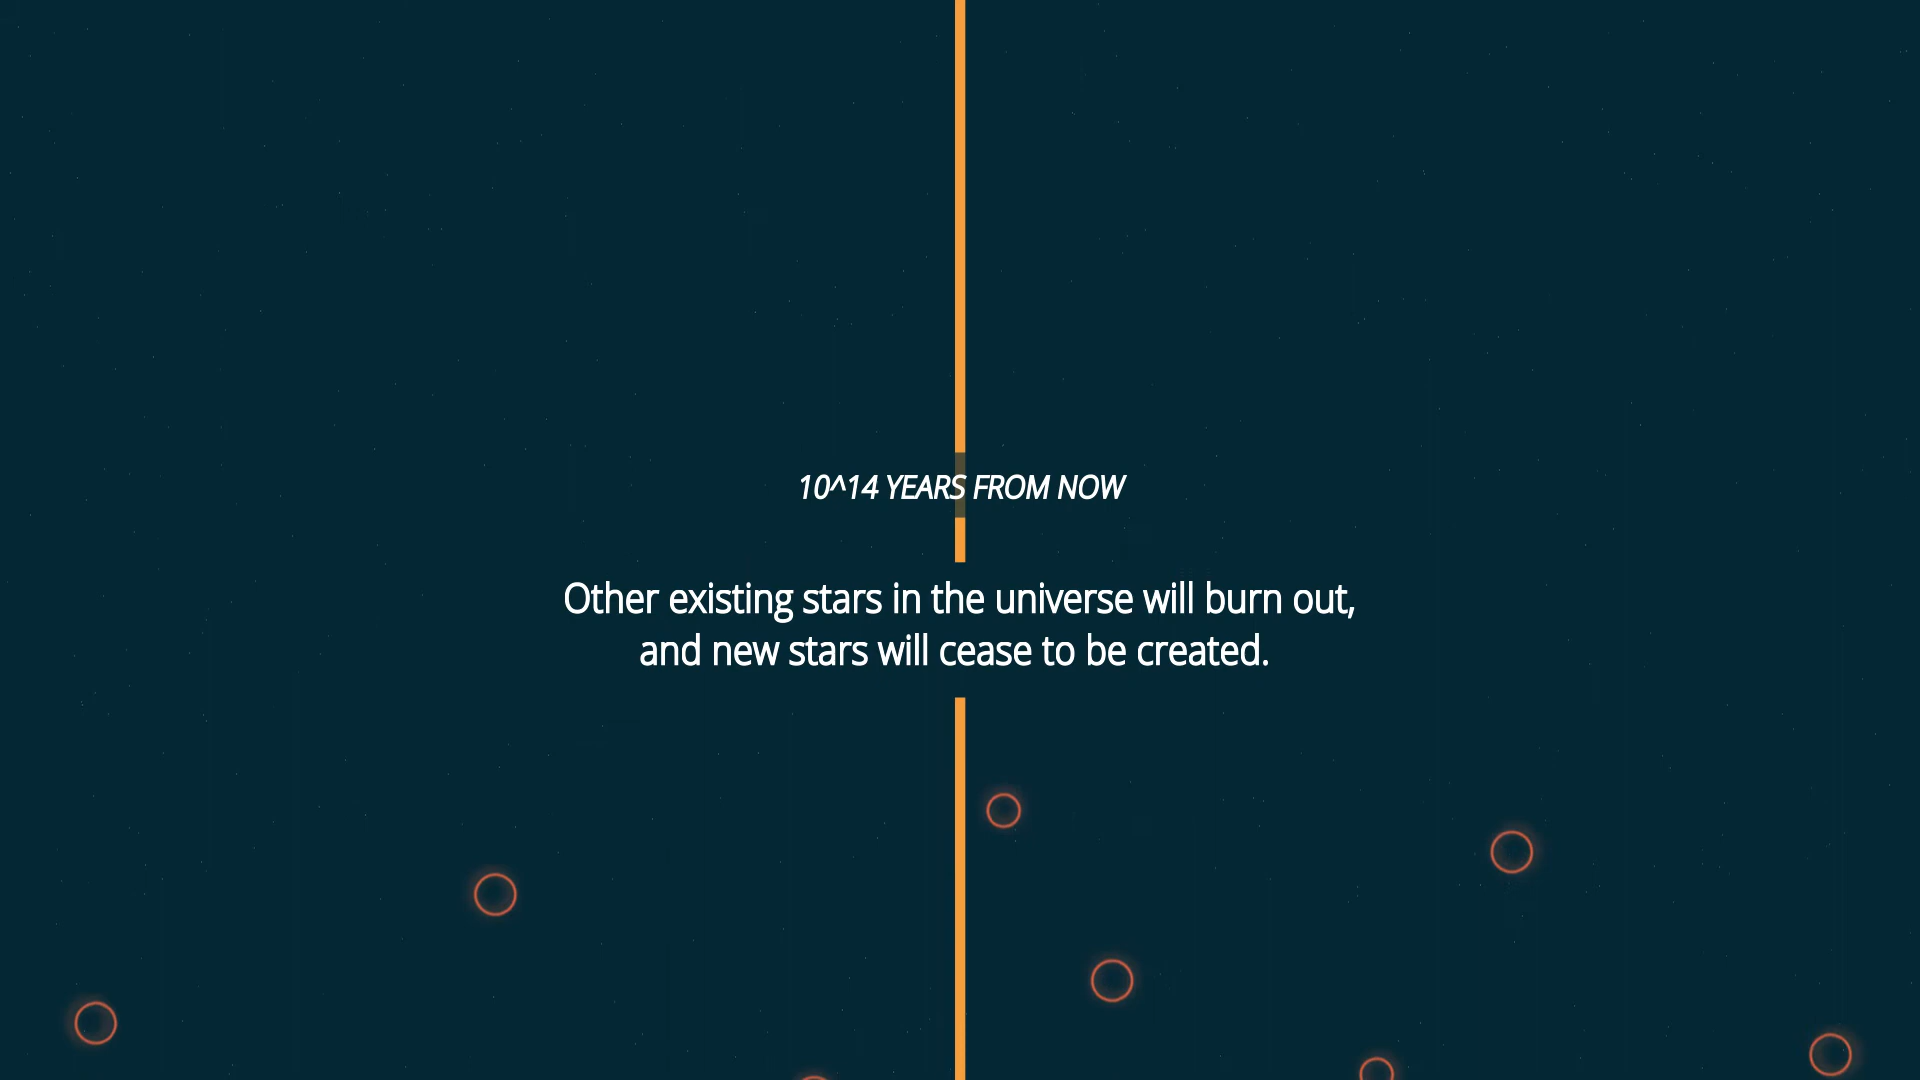 10^14 YEARS FROM NOW
Other existing stars in the universe will burn out,
and new stars will cease to be created.